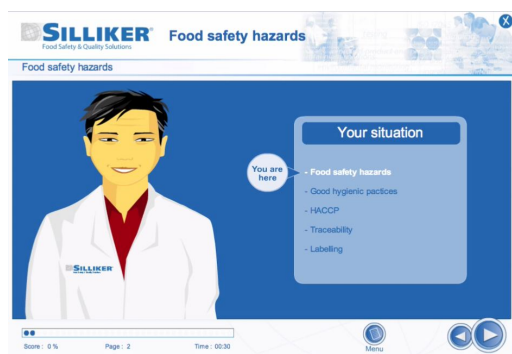 SILLIKER®
Food Safety & Quality Solutions
Food safety hazards
X
Food safety hazards
Your situation
You are
here
- Food safety hazards
- Good hygienic pactices
- HACCP
- Traceability
- Labelling
SILLIKER
Score : 0 %
Page : 2
Time : 00:30
Menu